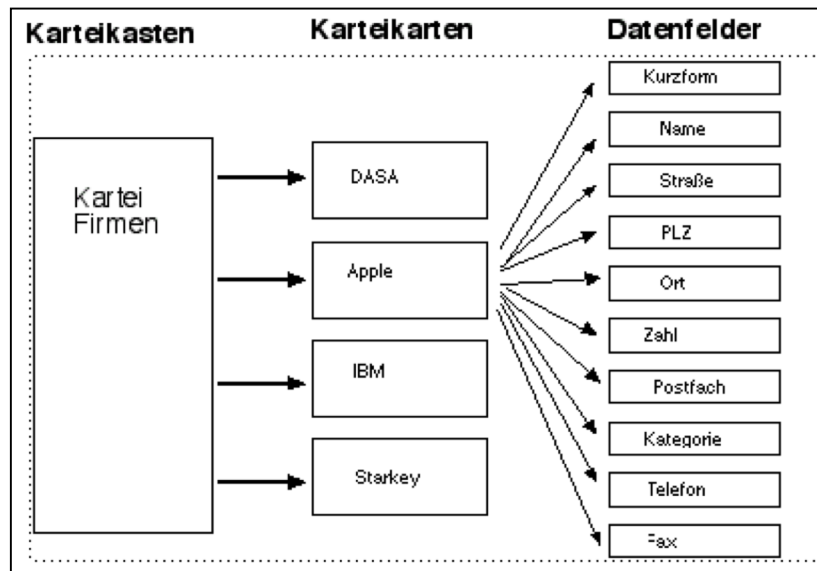 Karteikasten
Karteikarten
Datenfelder
Kartei
Firmen
DASA
Apple
IBM
Starkey
Kurzform
Name
Straße
PLZ
Ort
Zahl
Postfach
Kategorie
Telefon
Fax